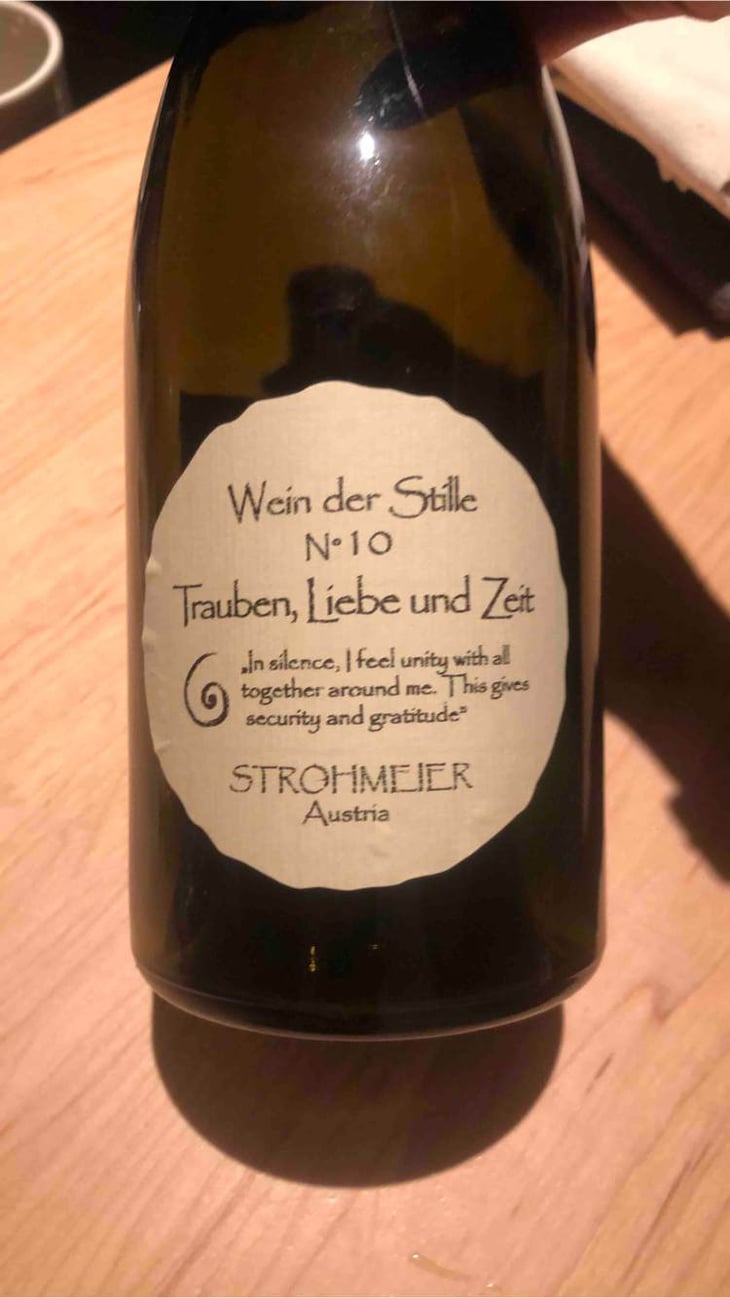 Wein der Stille
N°10
Trauben, Liebe und Zeit
„In silence, I feel unity with all
together around me. This gives
security and gratitude"
STROHMEIER
Austria